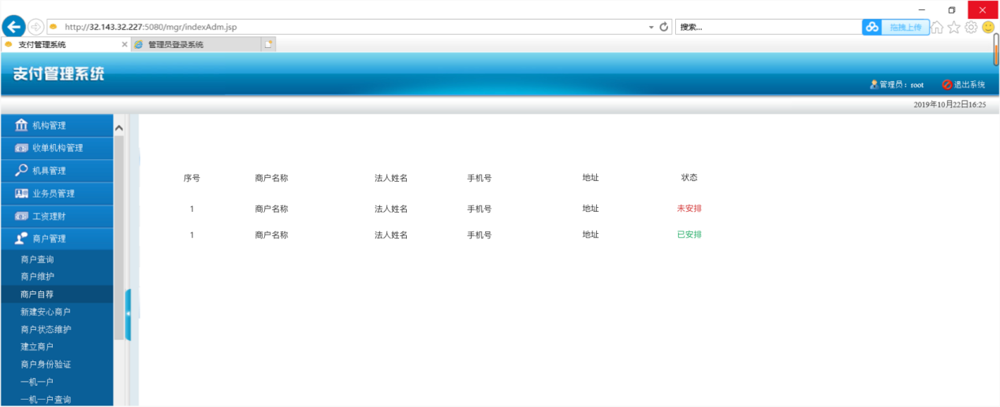 http://32.143.32.227:5080/mgr/indexAdm.jsp 搜索... 拖拽上传
支付管理系统 管理员登录系统
支付管理系统
管理员：root 退出系统
2019年10月22日16:25
机构管理
收单机构管理
机具管理
业务员管理
工资理财
商户管理
商户查询
商户维护
商户自荐
新建安心商户
商户状态维护
建立商户
商户身份验证
一机一户
一机一户查询
序号 商户名称 法人姓名 手机号 地址 状态
1 商户名称 法人姓名 手机号 地址 未安排
1 商户名称 法人姓名 手机号 地址 已安排